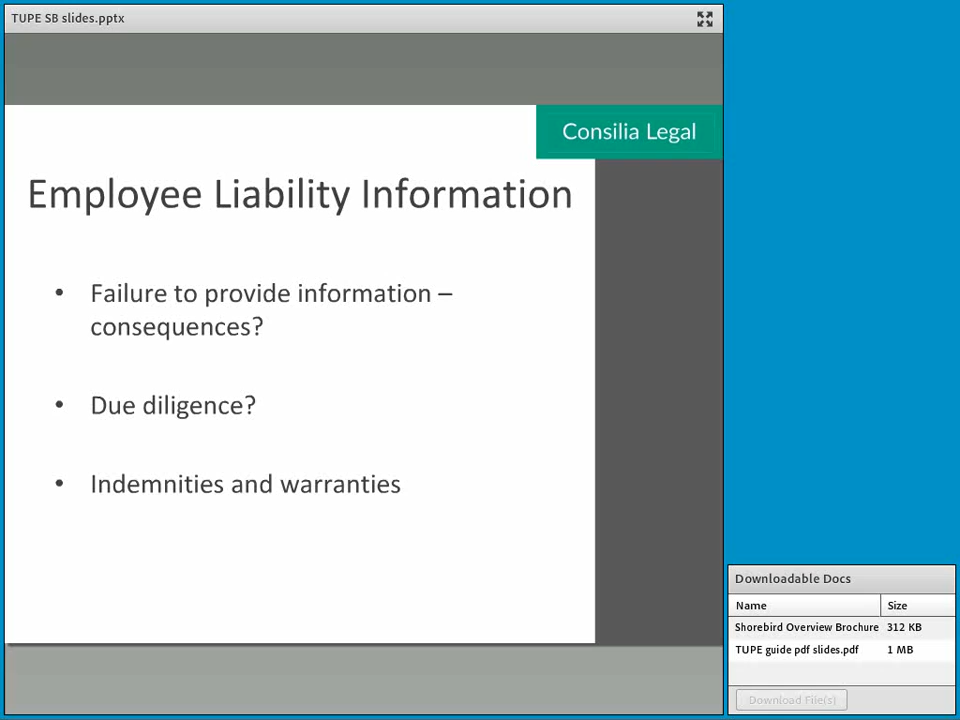 TUPE SB slides.pptx
Consilia Legal
Employee Liability Information
• Failure to provide information –
consequences?
• Due diligence?
• Indemnities and warranties
Downloadable Docs
Name Size
Shorebird Overview Brochure 312 KB
TUPE guide pdf slides.pdf 1 MB
Download File(s)